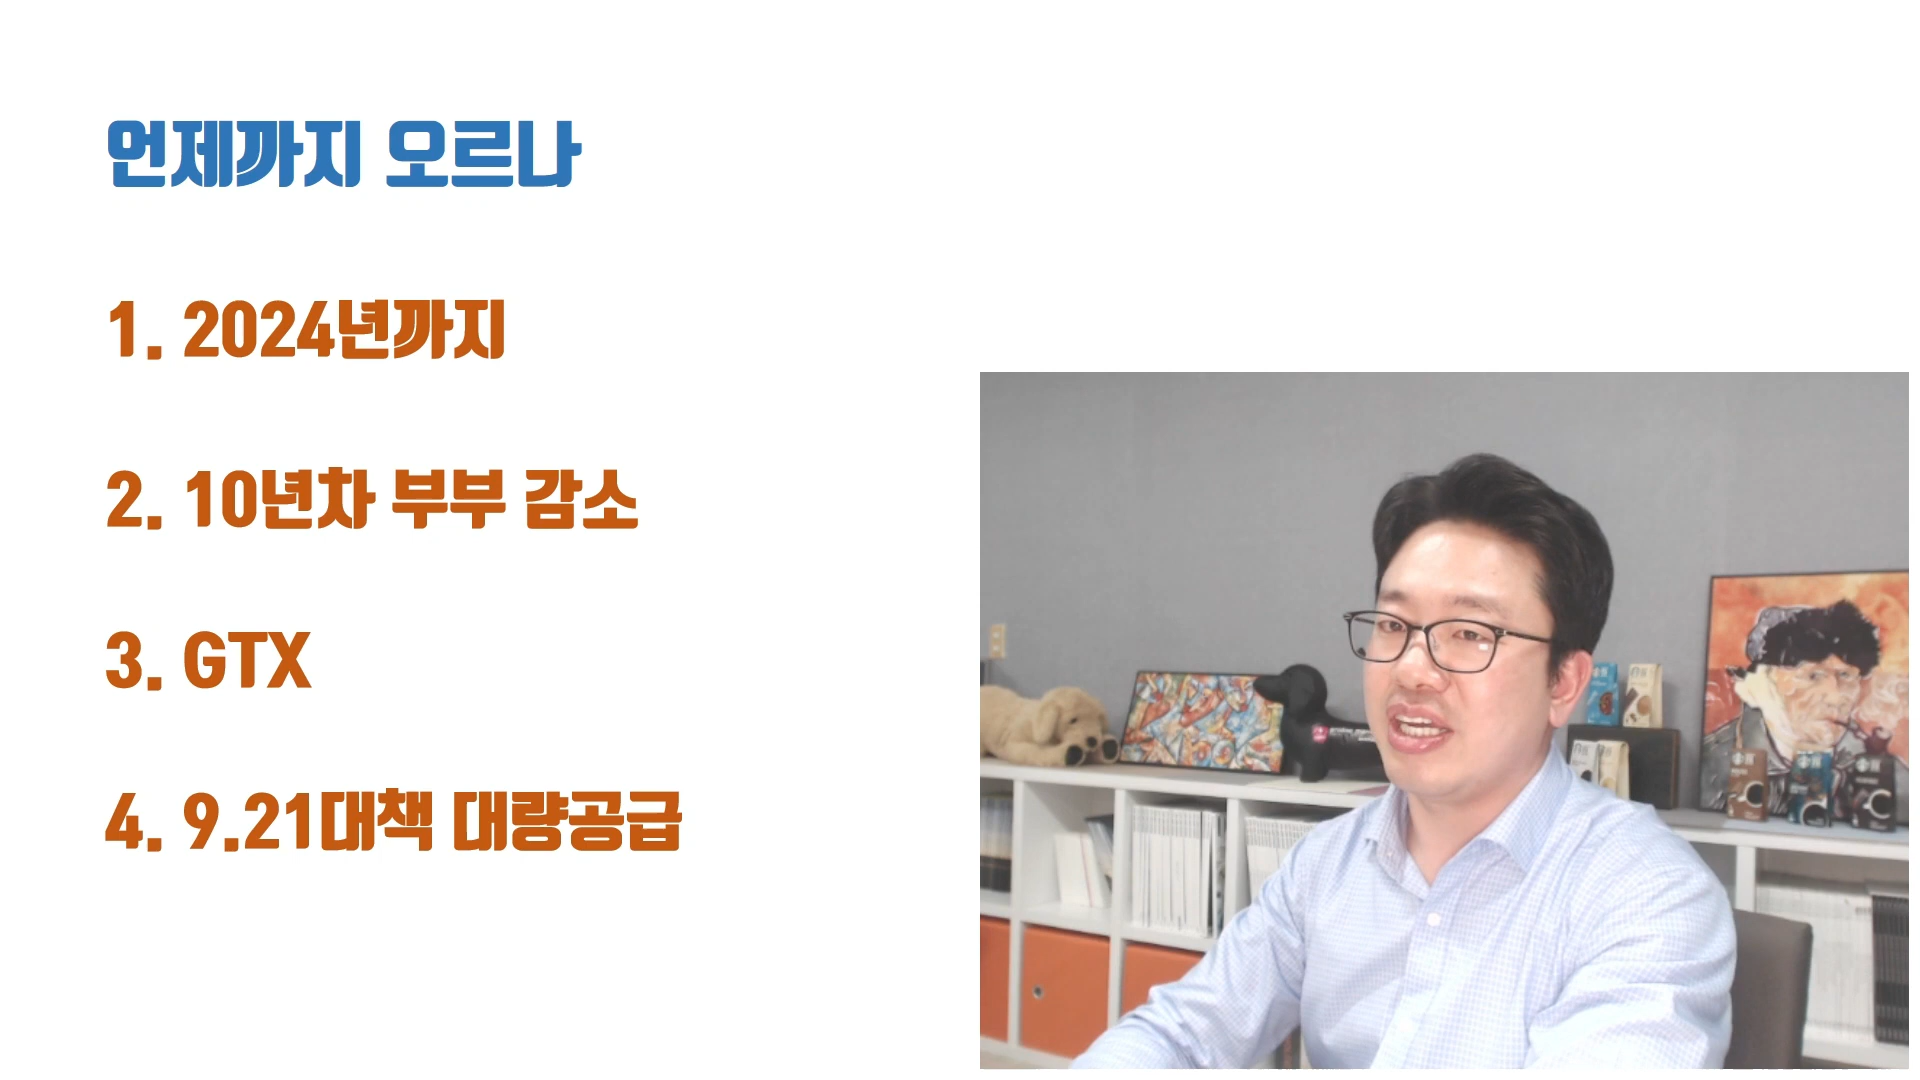 언제까지 오르나
1. 2024년까지
2. 10년차 부부 감소
3. GTX
4. 9.21대책 대량공급